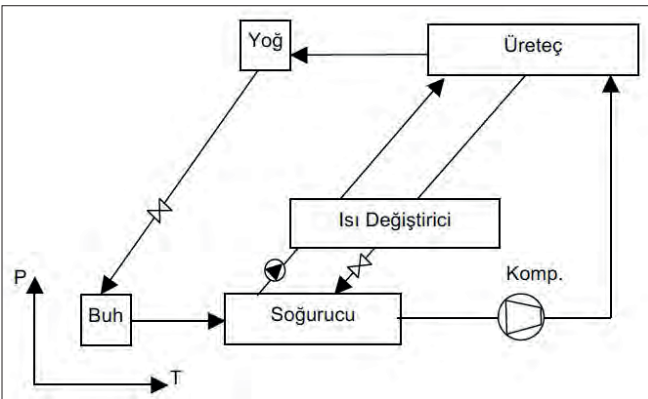 Yoğ
Üreteç
Isı Değiştirici
P
Komp.
Buh
Soğurucu
T